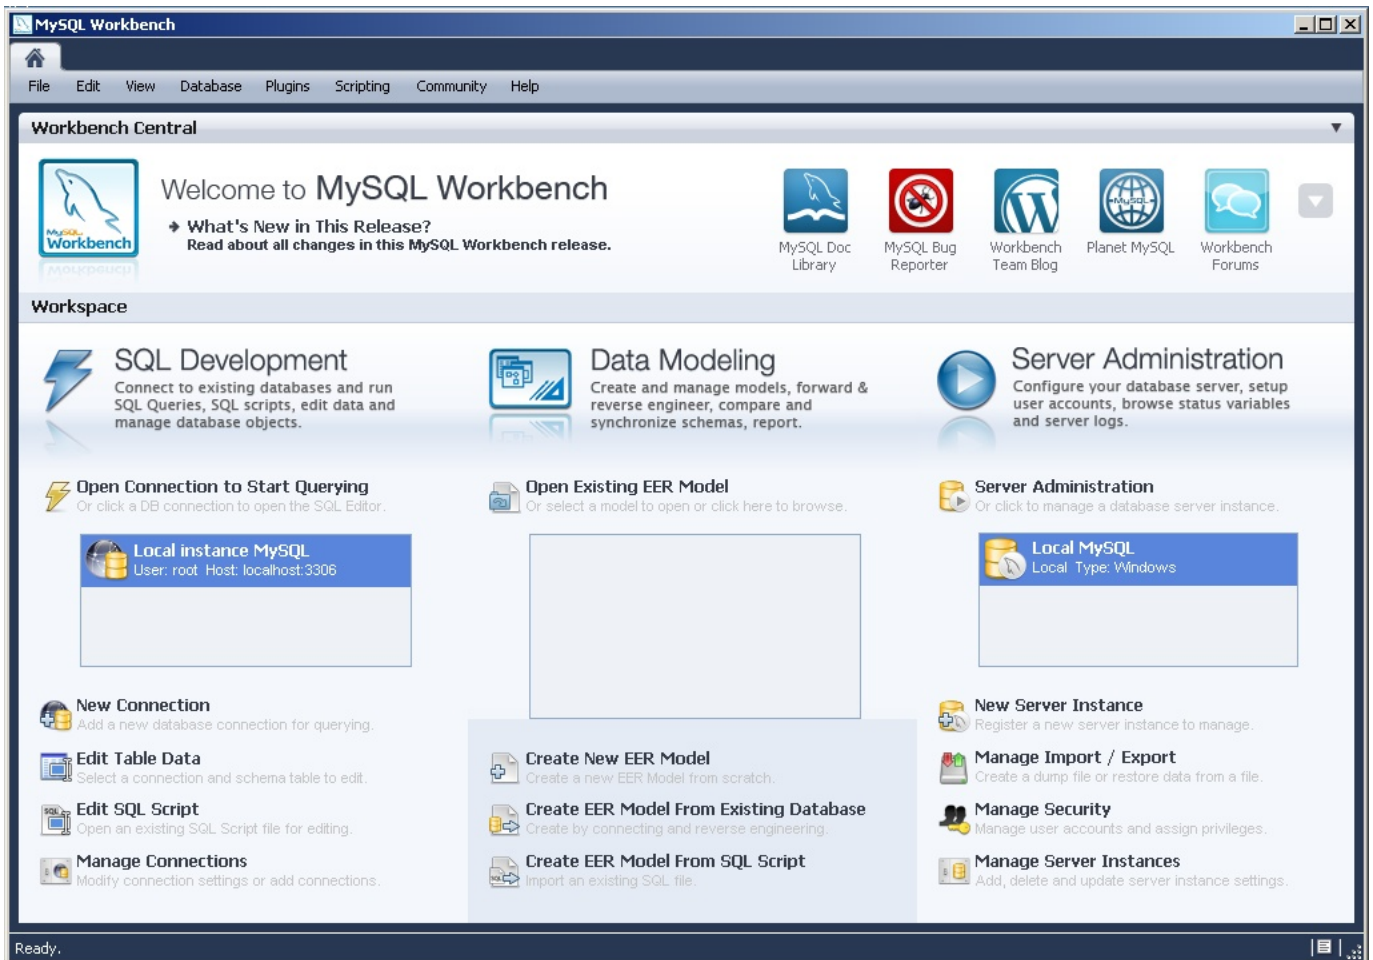 MySQL Workbench
File Edit View Database Plugins Scripting Community Help
Workbench Central
MySQL
Workbench
Welcome to MySQL Workbench
What's New in This Release?
Read about all changes in this MySQL Workbench release.
MySQL Doc
Library
MySQL Bug
Reporter
Workbench
Team Blog
MySQL
Planet MySQL
Workbench
Forums
Workspace
SQL Development
Connect to existing databases and run
SQL Queries, SQL scripts, edit data and
manage database objects.
Open Connection to Start Querying
Or click a DB connection to open the SQL Editor.
Local instance MySQL
User: root Host: localhost:3306
New Connection
Add a new database connection for querying.
Edit Table Data
Select a connection and schema table to edit.
SQL
Edit SQL Script
Open an existing SQL Script file for editing.
Manage Connections
Modify connection settings or add connections.
Data Modeling
Create and manage models, forward &
reverse engineer, compare and
synchronize schemas, report.
Open Existing EER Model
Or select a model to open or click here to browse.
Create New EER Model
Create a new EER Model from scratch.
Create EER Model From Existing Database
Create by connecting and reverse engineering.
SQL
Create EER Model From SQL Script
Import an existing SQL file.
Server Administration
Configure your database server, setup
user accounts, browse status variables
and server logs.
Server Administration
Or click to manage a database server instance.
Local MySQL
Local Type: Windows
New Server Instance
Register a new server instance to manage.
Manage Import / Export
Create a dump file or restore data from a file.
Manage Security
Manage user accounts and assign privileges.
Manage Server Instances
Add, delete and update server instance settings.
Ready.